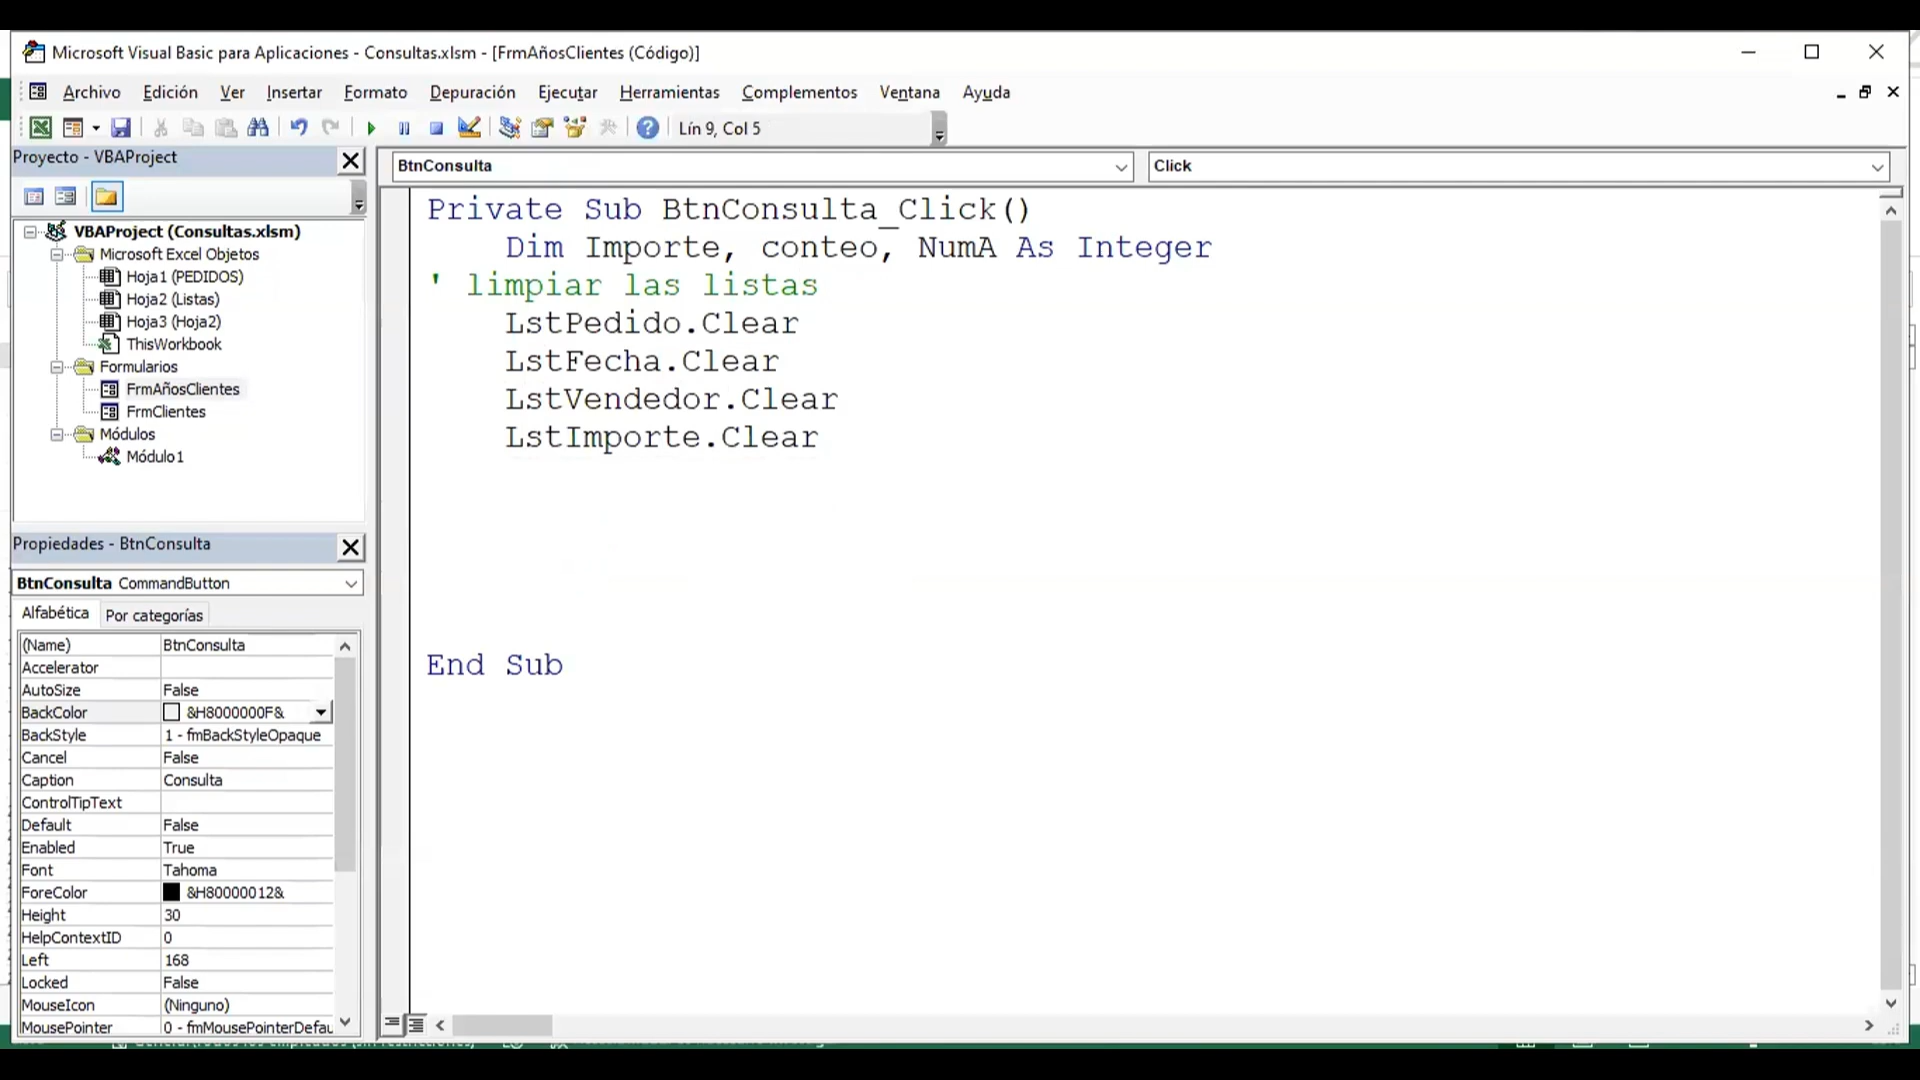 Microsoft Visual Basic para Aplicaciones - Consultas.xlsm - [FrmAñosClientes (Código)]
Archivo Edición Ver Insertar Formato Depuración Ejecutar Herramientas Complementos Ventana Ayuda
Lín 9, Col 5
Proyecto - VBAProject
VBAProject (Consultas.xlsm)
Microsoft Excel Objetos
Hoja1 (PEDIDOS)
Hoja2 (Listas)
Hoja3 (Hoja2)
ThisWorkbook
Formularios
FrmAñosClientes
FrmClientes
Módulos
Módulo1
Propiedades - BtnConsulta
BtnConsulta CommandButton
Alfabética Por categorías
(Name) BtnConsulta
Accelerator
AutoSize False
BackColor &H8000000F&
BackStyle 1 - fmBackStyleOpaque
Cancel False
Caption Consulta
ControlTipText
Default False
Enabled True
Font Tahoma
ForeColor &H80000012&
Height 30
HelpContextID 0
Left 168
Locked False
MouseIcon (Ninguno)
MousePointer 0 - fmMousePointerDefau
BtnConsulta Click
Private Sub BtnConsulta_Click()
Dim Importe, conteo, NumA As Integer
' limpiar las listas
LstPedido.Clear
LstFecha.Clear
LstVendedor.Clear
LstImporte.Clear
End Sub